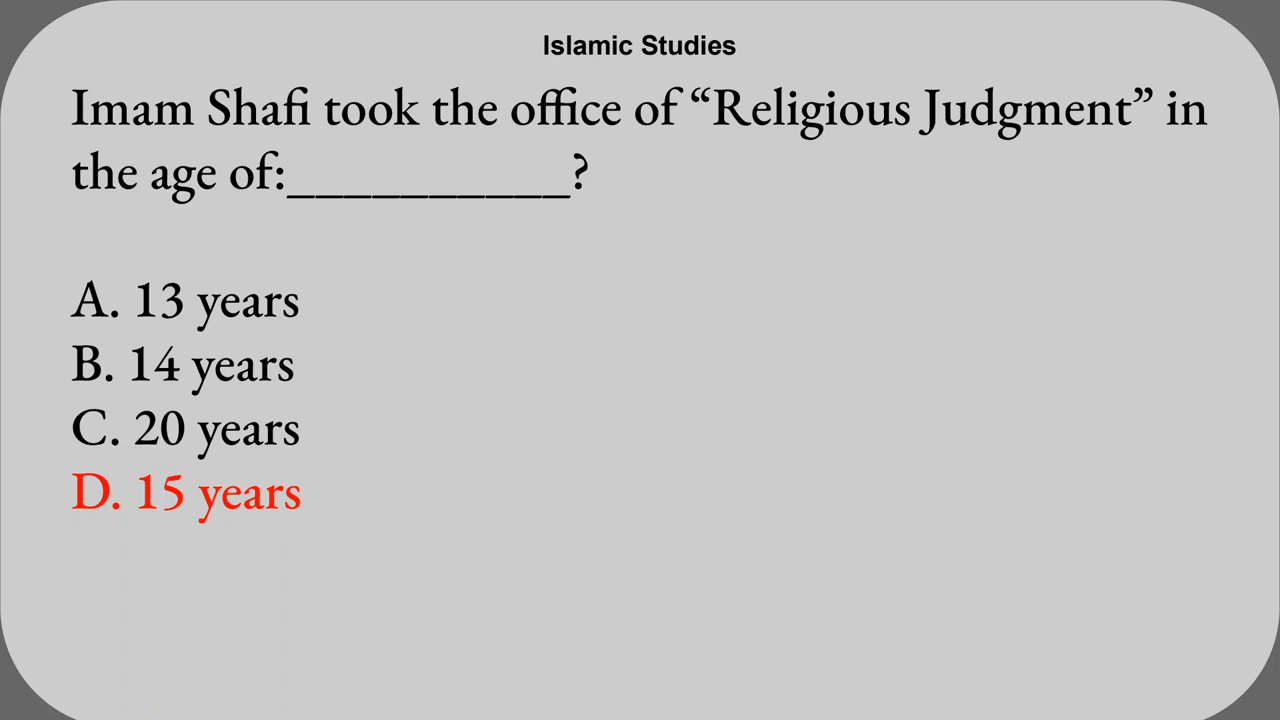 Islamic Studies
Imam Shafi took the office of “Religious Judgment” in
the age of:__________?
A. 13 years
B. 14 years
C. 20 years
D. 15 years